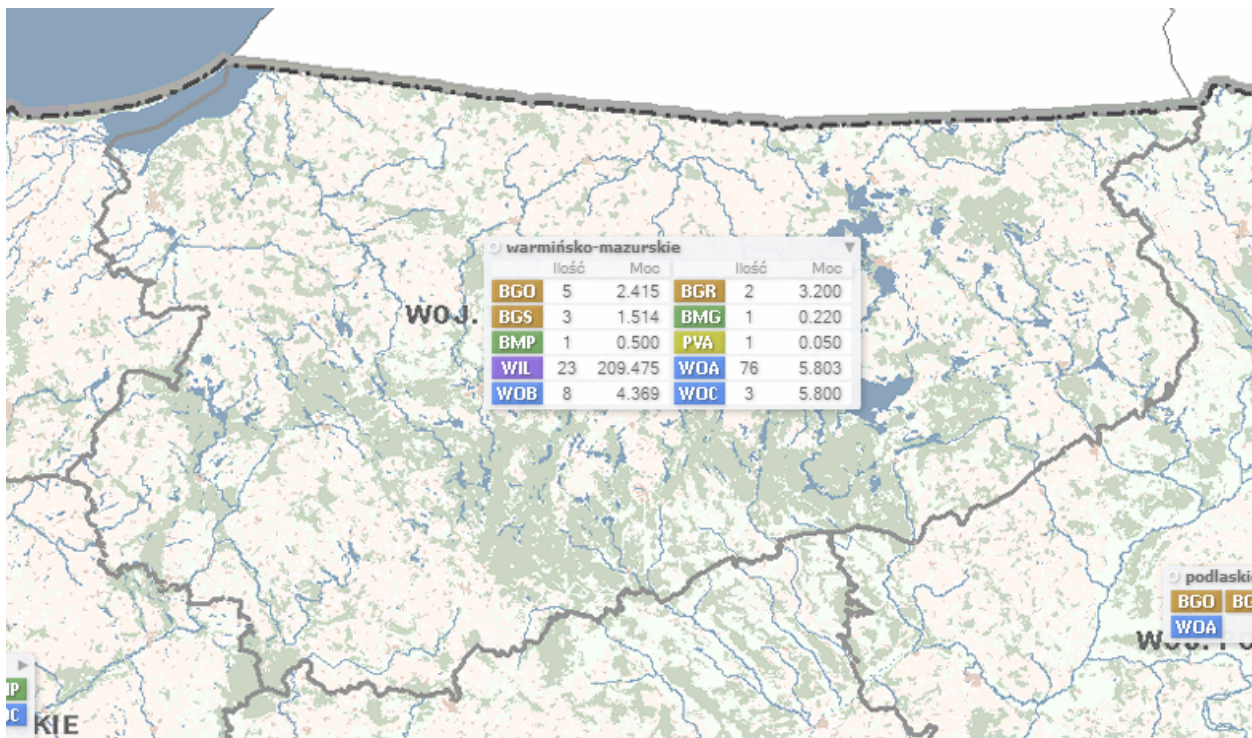 warmińsko-mazurskie
Ilość Moc Ilość Moc
BGO 5 2.415 BGR 2 3.200
BGS 3 1.514 BMG 1 0.220
BMP 1 0.500 PVA 1 0.050
WIL 23 209.475 WOA 76 5.803
WOB 8 4.369 WOC 3 5.800
WOJ.
podlaski
BGO
WOA
WOJ.
KIE